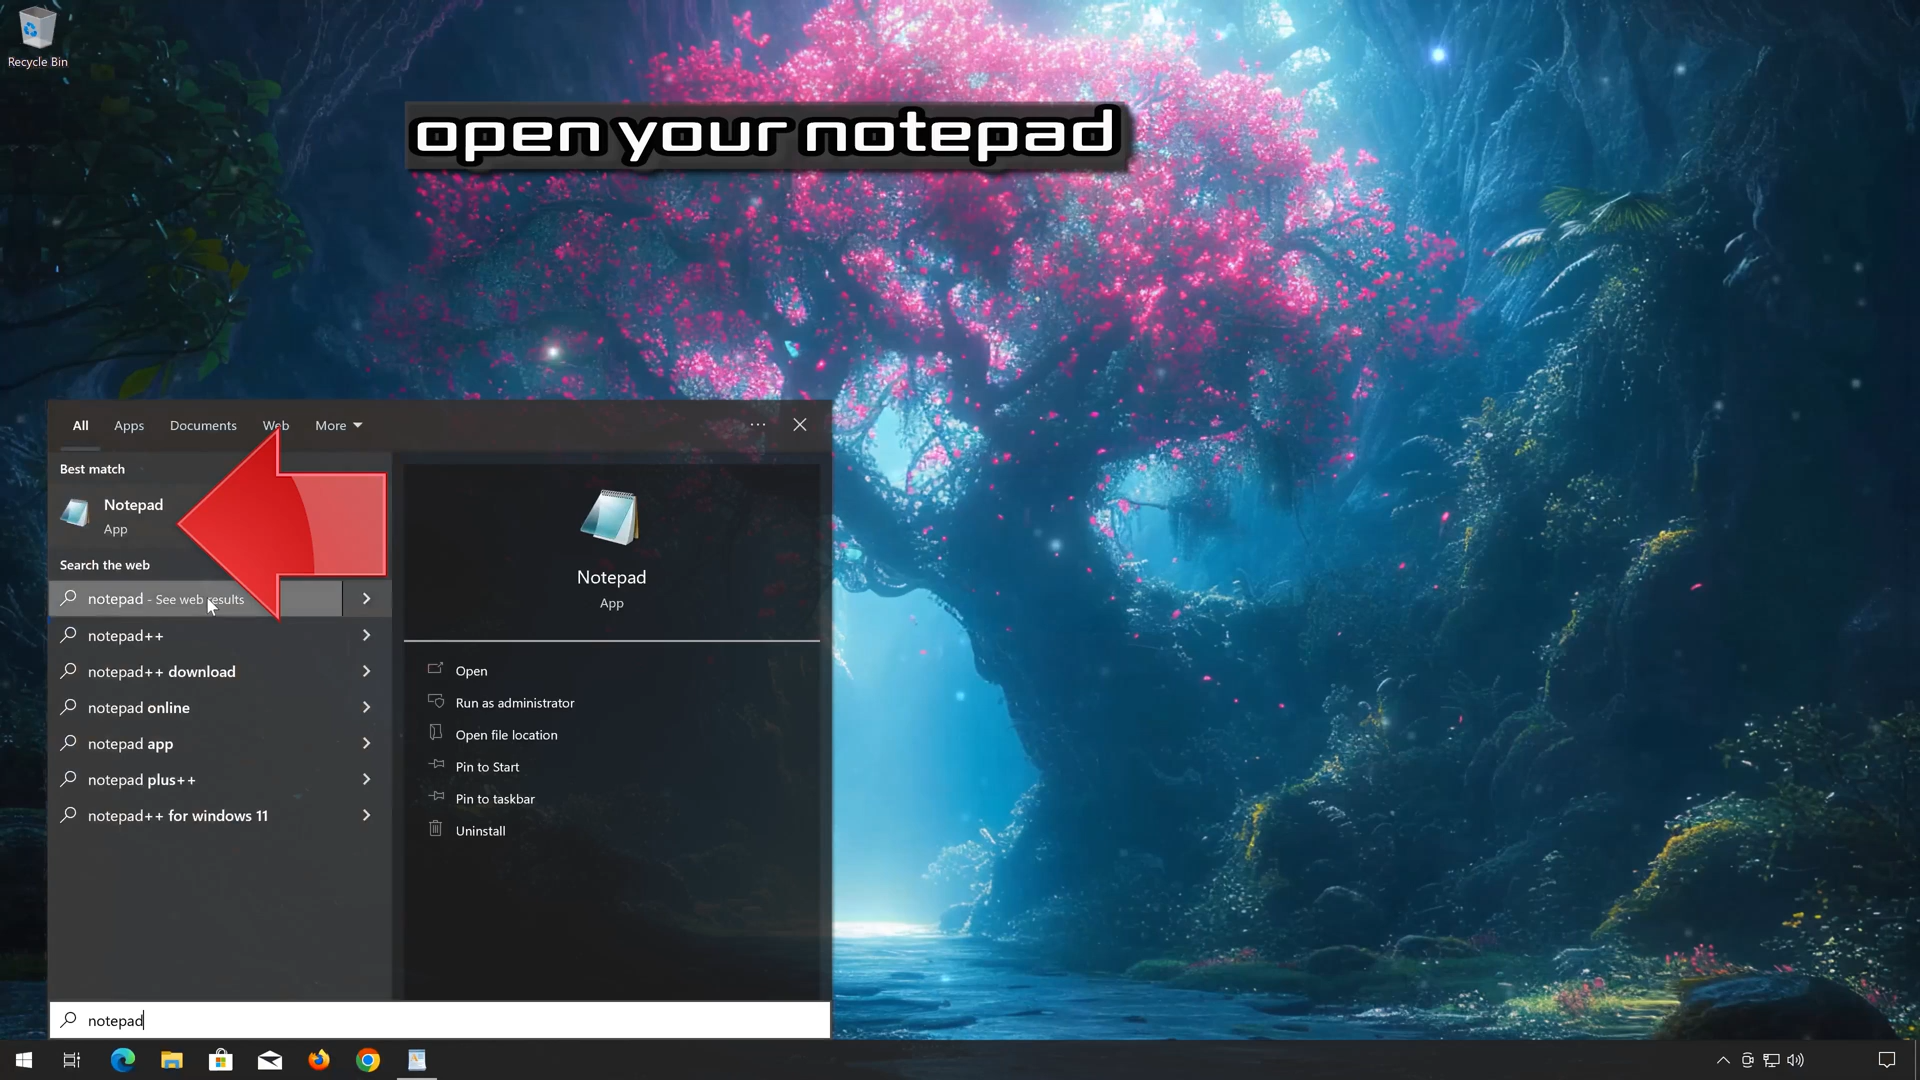 Recycle Bin
open your notepad
All Apps Documents Web More
Best match
Notepad
App
Search the web
notepad - See web results
notepad++
notepad++ download
notepad online
notepad app
notepad plus++
notepad++ for windows 11
Notepad
App
Open
Run as administrator
Open file location
Pin to Start
Pin to taskbar
Uninstall
notepad